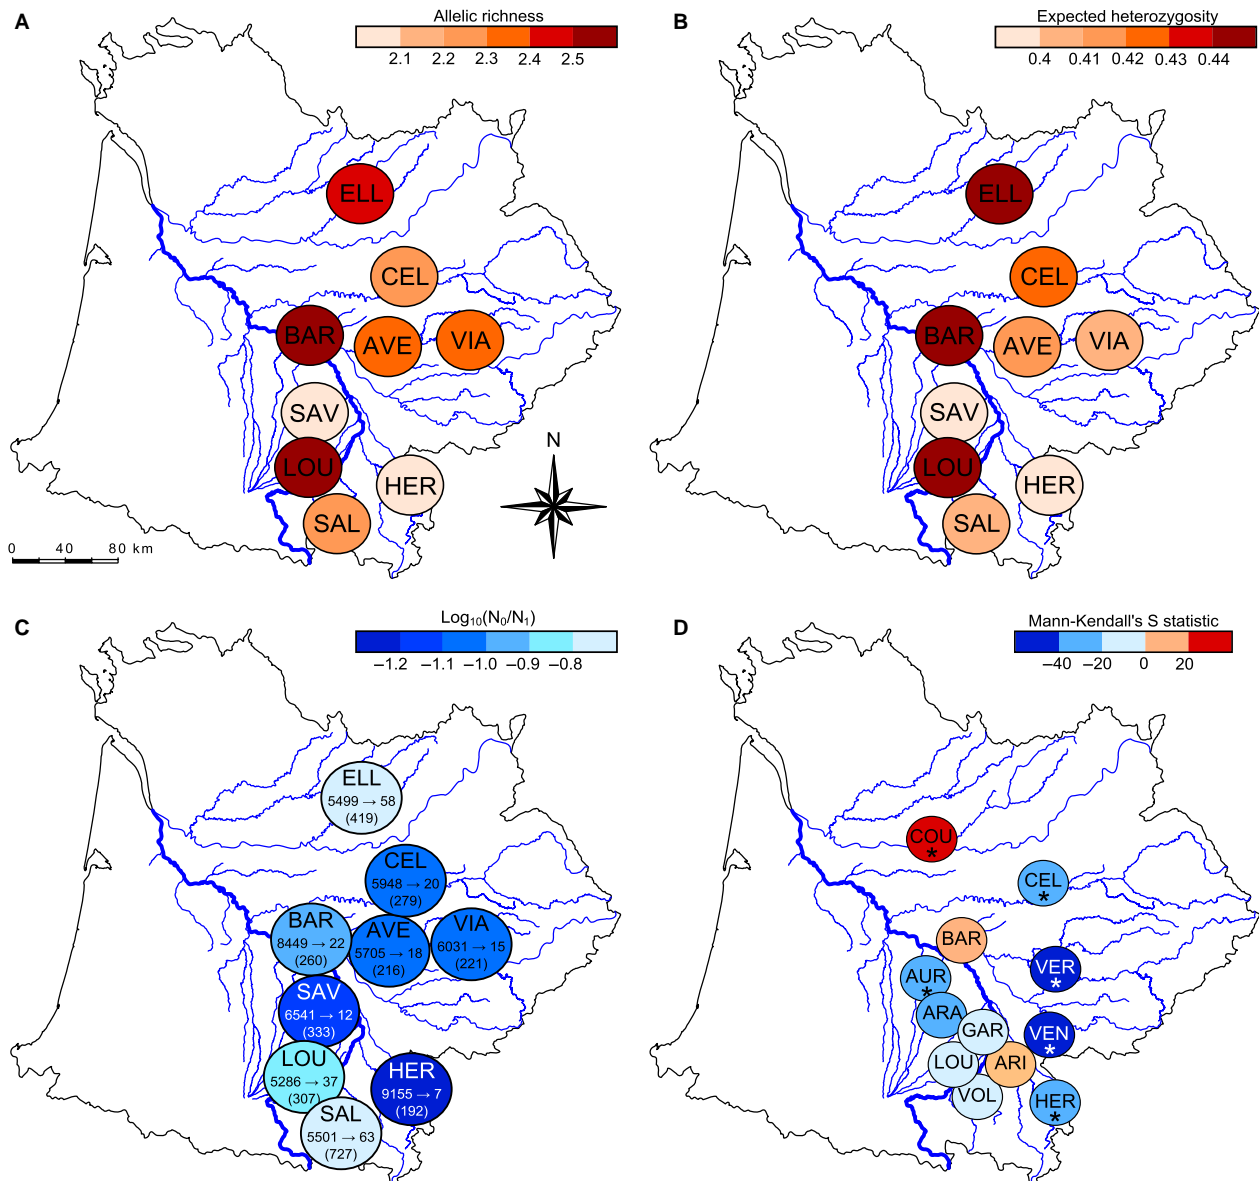 A
Allelic richness
2.1 2.2 2.3 2.4 2.5
ELL
CEL
BAR
AVE
VIA
SAV
LOU
HER
SAL
N
0 40 80 km
B
Expected heterozygosity
0.4 0.41 0.42 0.43 0.44
ELL
CEL
BAR
AVE
VIA
SAV
LOU
HER
SAL
C
Log10(N0/N1)
−1.2 −1.1 −1.0 −0.9 −0.8
ELL
5499 → 58
(419)
CEL
5948 → 20
(279)
BAR
8449 → 22
(260)
AVE
5705 → 18
(216)
VIA
6031 → 15
(221)
SAV
6541 → 12
(333)
LOU
5286 → 37
(307)
HER
9155 → 7
(192)
SAL
5501 → 63
(727)
D
Mann-Kendall's S statistic
−40 −20 0 20
COU
*
CEL
*
BAR
VER
*
AUR
*
ARA
GAR
VEN
*
LOU
ARI
VOL
HER
*